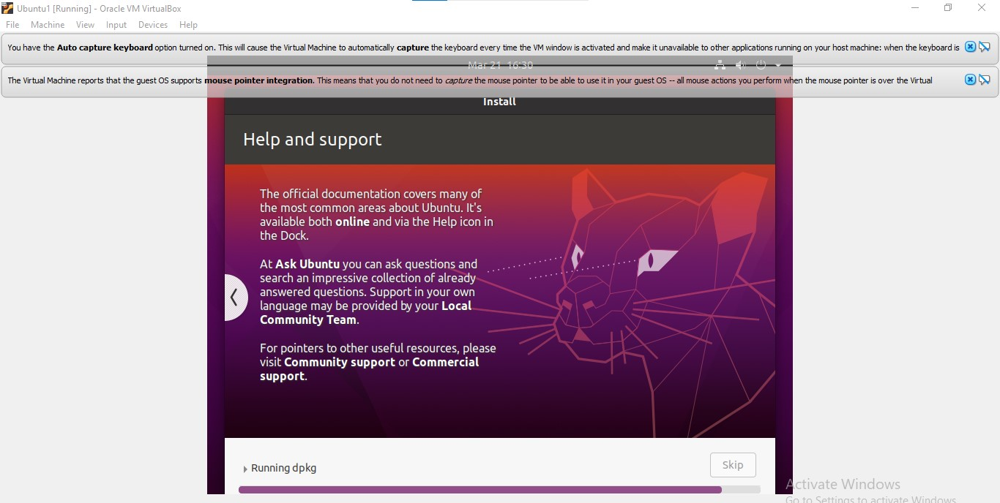 Ubuntu1 [Running] - Oracle VM VirtualBox
File Machine View Input Devices Help
You have the Auto capture keyboard option turned on. This will cause the Virtual Machine to automatically capture the keyboard every time the VM window is activated and make it unavailable to other applications running on your host machine: when the keyboard is
Mar 21 16:30
The Virtual Machine reports that the guest OS supports mouse pointer integration. This means that you do not need to capture the mouse pointer to be able to use it in your guest OS -- all mouse actions you perform when the mouse pointer is over the Virtual
Install
Help and support
The official documentation covers many of
the most common areas about Ubuntu. It's
available both online and via the Help icon in
the Dock.
At Ask Ubuntu you can ask questions and
search an impressive collection of already
answered questions. Support in your own
language may be provided by your Local
Community Team.
For pointers to other useful resources, please
visit Community support or Commercial
support.
Running dpkg
Skip
Activate Windows
Go to Settings to activate Windows.